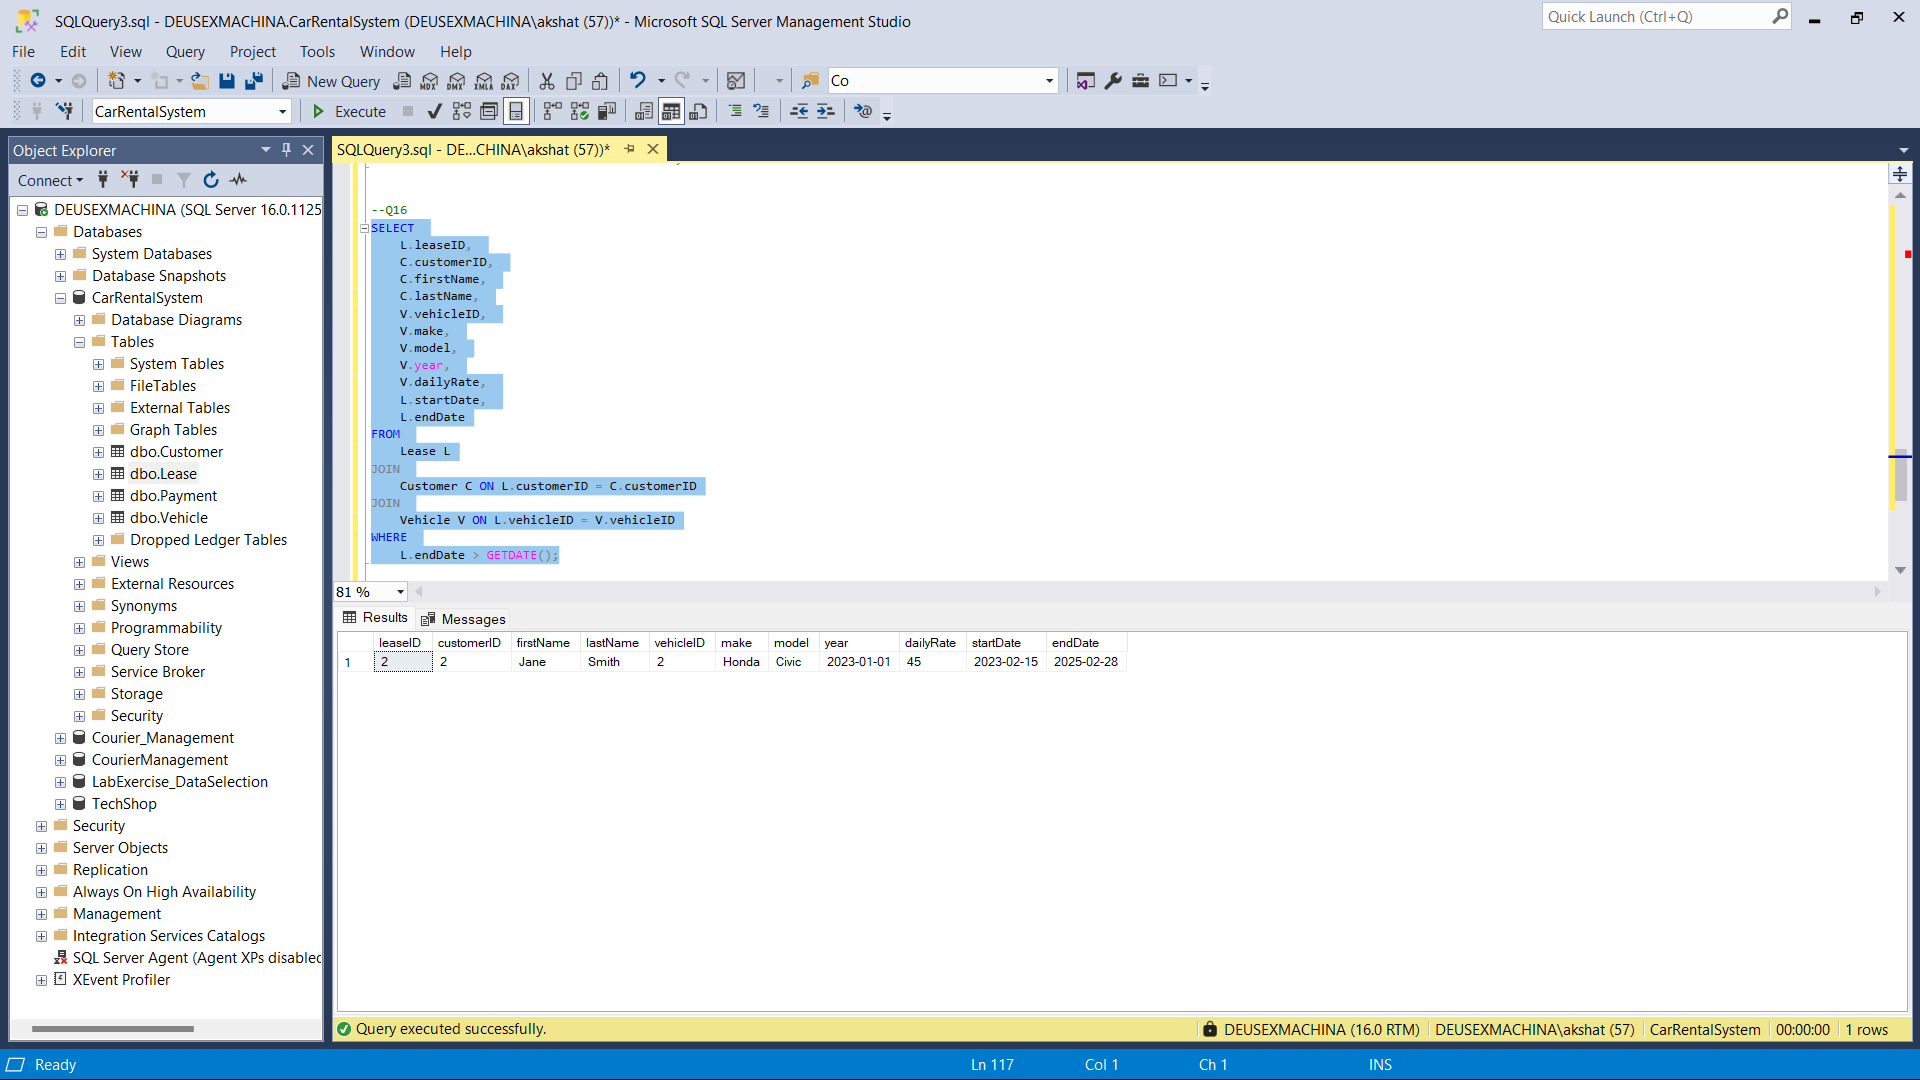 SQLQuery3.sql - DEUSEXMACHINA.CarRentalSystem (DEUSEXMACHINA\akshat (57))* - Microsoft SQL Server Management Studio
Quick Launch (Ctrl+Q)
File Edit View Query Project Tools Window Help
New Query MDX DMX XMLA DAX Co
CarRentalSystem Execute
Object Explorer
Connect
DEUSEXMACHINA (SQL Server 16.0.1125
Databases
System Databases
Database Snapshots
CarRentalSystem
Database Diagrams
Tables
System Tables
FileTables
External Tables
Graph Tables
dbo.Customer
dbo.Lease
dbo.Payment
dbo.Vehicle
Dropped Ledger Tables
Views
External Resources
Synonyms
Programmability
Query Store
Service Broker
Storage
Security
Courier_Management
CourierManagement
LabExercise_DataSelection
TechShop
Security
Server Objects
Replication
Always On High Availability
Management
Integration Services Catalogs
SQL Server Agent (Agent XPs disabled
XEvent Profiler
SQLQuery3.sql - DE...CHINA\akshat (57))*
--Q16
SELECT
L.leaseID,
C.customerID,
C.firstName,
C.lastName,
V.vehicleID,
V.make,
V.model,
V.year,
V.dailyRate,
L.startDate,
L.endDate
FROM
Lease L
JOIN
Customer C ON L.customerID = C.customerID
JOIN
Vehicle V ON L.vehicleID = V.vehicleID
WHERE
L.endDate > GETDATE();
81 %
Results Messages
leaseID customerID firstName lastName vehicleID make model year dailyRate startDate endDate
1 2 2 Jane Smith 2 Honda Civic 2023-01-01 45 2023-02-15 2025-02-28
Query executed successfully.
DEUSEXMACHINA (16.0 RTM) DEUSEXMACHINA\akshat (57) CarRentalSystem 00:00:00 1 rows
Ready Ln 117 Col 1 Ch 1 INS